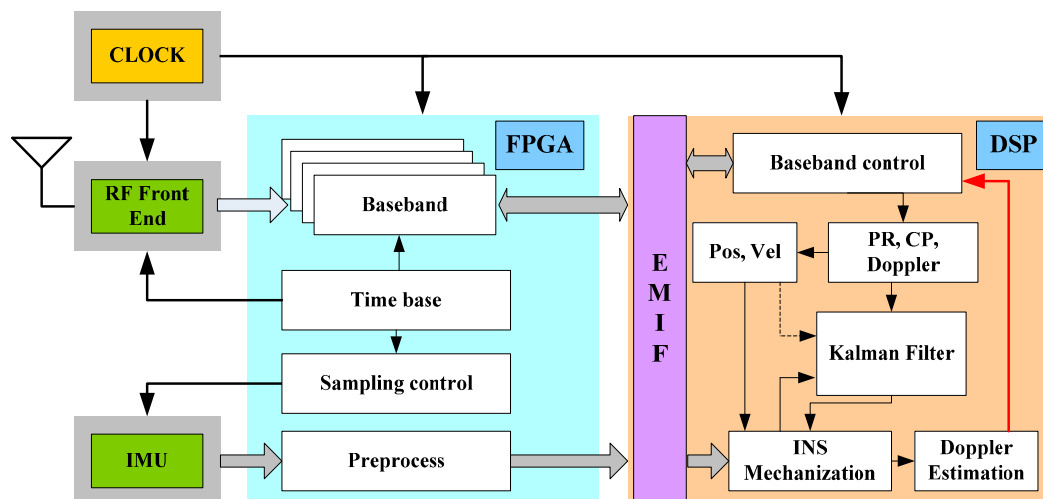 CLOCK
FPGA
DSP
RF Front
End
Baseband
Baseband control
E
M
I
F
Pos, Vel
PR, CP,
Doppler
Time base
Kalman Filter
Sampling control
IMU
Preprocess
INS
Mechanization
Doppler
Estimation